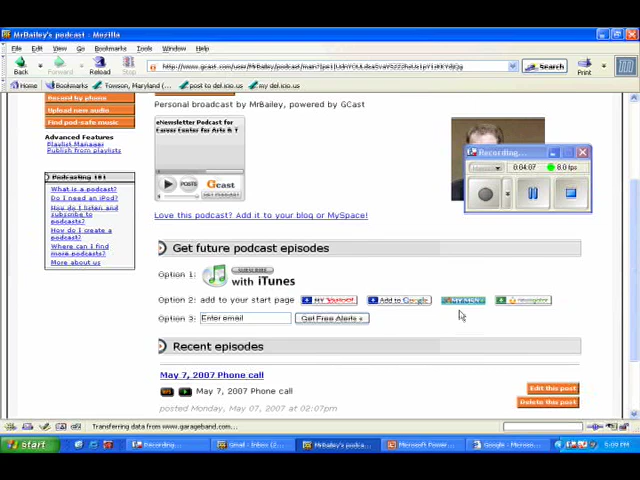 MrBailey's podcast - Mozilla
File Edit View Go Bookmarks Tools Window Help
Back Forward Reload Stop
Search
Print
Home Bookmarks Towson, Maryland ( post to del.icio.us my del.icio.us
Record by phone
Upload new audio
Find pod-safe music
Advanced Features
Playlist Manager
Publish from playlists
Podcasting 101
What is a podcast?
Do I need an iPod?
How do I listen and
subscribe to
podcasts?
How do I create a
podcast?
Where can I find
more podcasts?
More about us
Personal broadcast by MrBailey, powered by GCast
eNewsletter Podcast for
Career Center for Arts & T
PLAY POSTS
Gcast
Love this podcast? Add it to your blog or MySpace!
Recording...
0:04:07 8.0 fps
Get future podcast episodes
Option 1: SUBSCRIBE with iTunes
Option 2: add to your start page MY Yahoo! Add to Google MY MSN newsgator
Option 3: Enter email Get Free Alerts
Recent episodes
May 7, 2007 Phone call
May 7, 2007 Phone call
posted Monday, May 07, 2007 at 02:07pm
Edit this post
Delete this post
Transferring data from www.garageband.com...
start Recording... Gmail - Inbox (2... MrBailey's podca... Microsoft Power... Google - Microso... 5:09 PM